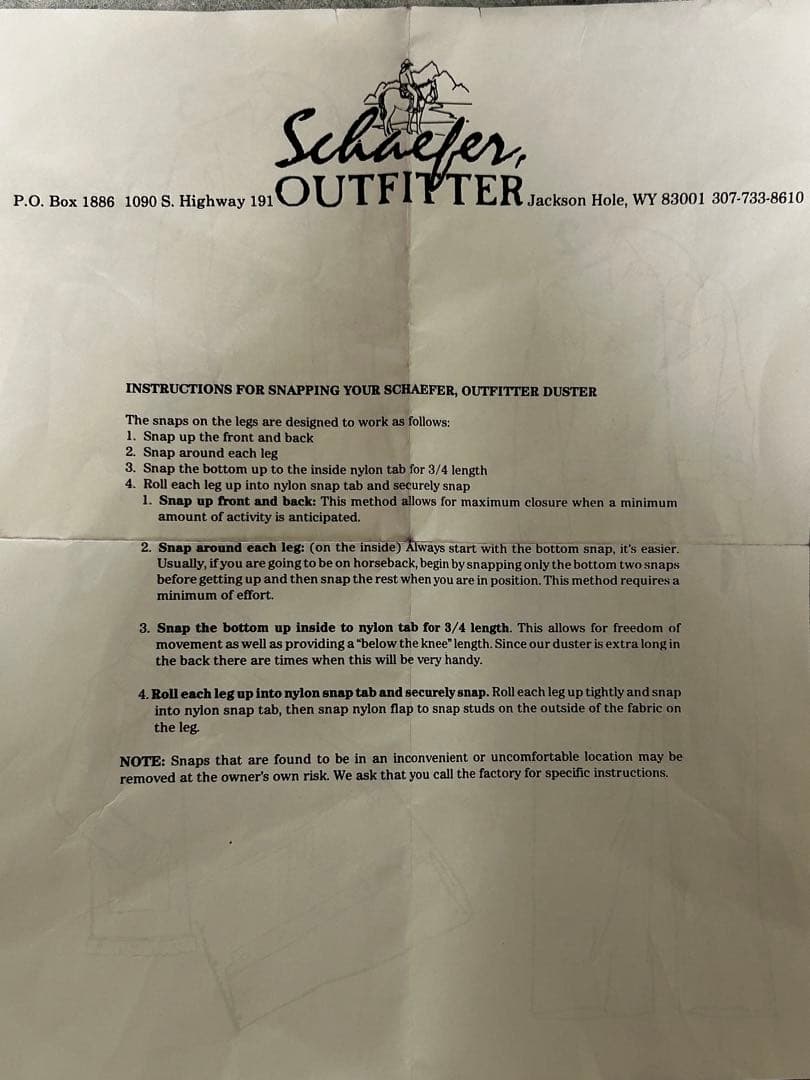 Schaefer,
P.O. Box 1886 1090 S. Highway 191 OUTFITTER Jackson Hole, WY 83001 307-733-8610
INSTRUCTIONS FOR SNAPPING YOUR SCHAEFER, OUTFITTER DUSTER
The snaps on the legs are designed to work as follows:
1. Snap up the front and back
2. Snap around each leg
3. Snap the bottom up to the inside nylon tab for 3/4 length
4. Roll each leg up into nylon snap tab and securely snap
1. Snap up front and back: This method allows for maximum closure when a minimum
amount of activity is anticipated.
2. Snap around each leg: (on the inside) Always start with the bottom snap, it's easier.
Usually, if you are going to be on horseback, begin by snapping only the bottom two snaps
before getting up and then snap the rest when you are in position. This method requires a
minimum of effort.
3. Snap the bottom up inside to nylon tab for 3/4 length. This allows for freedom of
movement as well as providing a "below the knee" length. Since our duster is extra long in
the back there are times when this will be very handy.
4. Roll each leg up into nylon snap tab and securely snap. Roll each leg up tightly and snap
into nylon snap tab, then snap nylon flap to snap studs on the outside of the fabric on
the leg.
NOTE: Snaps that are found to be in an inconvenient or uncomfortable location may be
removed at the owner's own risk. We ask that you call the factory for specific instructions.